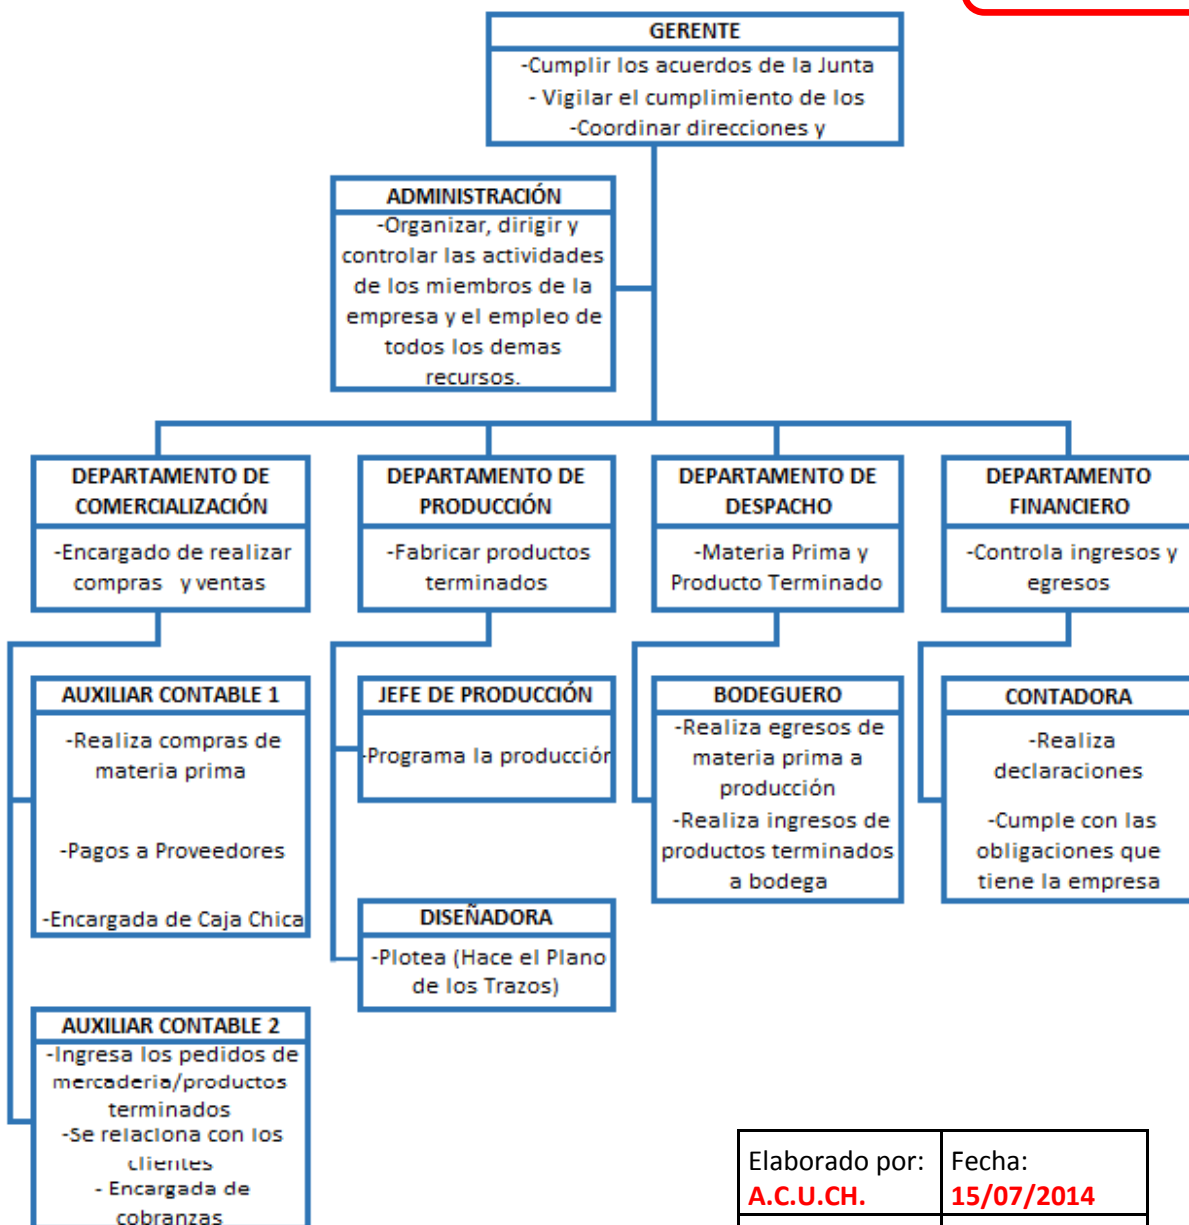 GERENTE
-Cumplir los acuerdos de la Junta
- Vigilar el cumplimiento de los
-Coordinar direcciones y
ADMINISTRACIÓN
-Organizar, dirigir y
controlar las actividades
de los miembros de la
empresa y el empleo de
todos los demas
recursos.
DEPARTAMENTO DE
COMERCIALIZACIÓN
-Encargado de realizar
compras y ventas
DEPARTAMENTO DE
PRODUCCIÓN
-Fabricar productos
terminados
DEPARTAMENTO DE
DESPACHO
-Materia Prima y
Producto Terminado
DEPARTAMENTO
FINANCIERO
-Controla ingresos y
egresos
AUXILIAR CONTABLE 1
-Realiza compras de
materia prima
-Pagos a Proveedores
-Encargada de Caja Chica
JEFE DE PRODUCCIÓN
-Programa la producción
BODEGUERO
-Realiza egresos de
materia prima a
producción
-Realiza ingresos de
productos terminados
a bodega
CONTADORA
-Realiza
declaraciones
-Cumple con las
obligaciones que
tiene la empresa
DISEÑADORA
-Plotea (Hace el Plano
de los Trazos)
AUXILIAR CONTABLE 2
-Ingresa los pedidos de
mercaderia/productos
terminados
-Se relaciona con los
clientes
- Encargada de
cobranzas
Elaborado por:
A.C.U.CH.
Fecha:
15/07/2014